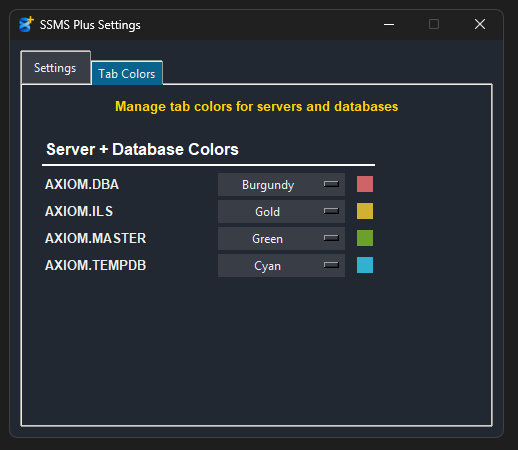 SSMS Plus Settings
Settings
Tab Colors
Manage tab colors for servers and databases
Server + Database Colors
AXIOM.DBA Burgundy
AXIOM.ILS Gold
AXIOM.MASTER Green
AXIOM.TEMPDB Cyan